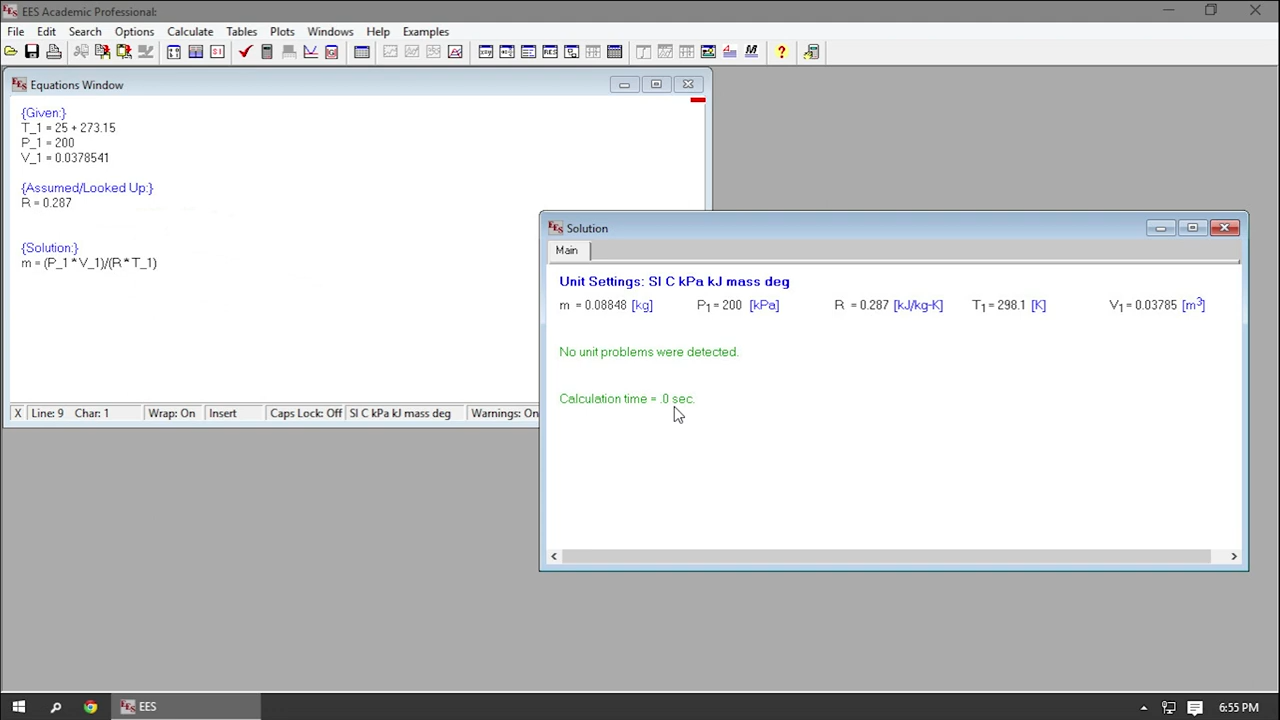 EES Academic Professional:
File Edit Search Options Calculate Tables Plots Windows Help Examples
Equations Window
{Given:}
T_1 = 25 + 273.15
P_1 = 200
V_1 = 0.0378541
{Assumed/Looked Up:}
R = 0.287
{Solution:}
m = (P_1 * V_1)/(R * T_1)
X Line: 9 Char: 1 Wrap: On Insert Caps Lock: Off SI C kPa kJ mass deg Warnings: On
Solution
Main
Unit Settings: SI C kPa kJ mass deg
m = 0.08848 [kg] P1 = 200 [kPa] R = 0.287 [kJ/kg-K] T1 = 298.1 [K] V1 = 0.03785 [m³]
No unit problems were detected.
Calculation time = .0 sec.
EES 6:55 PM